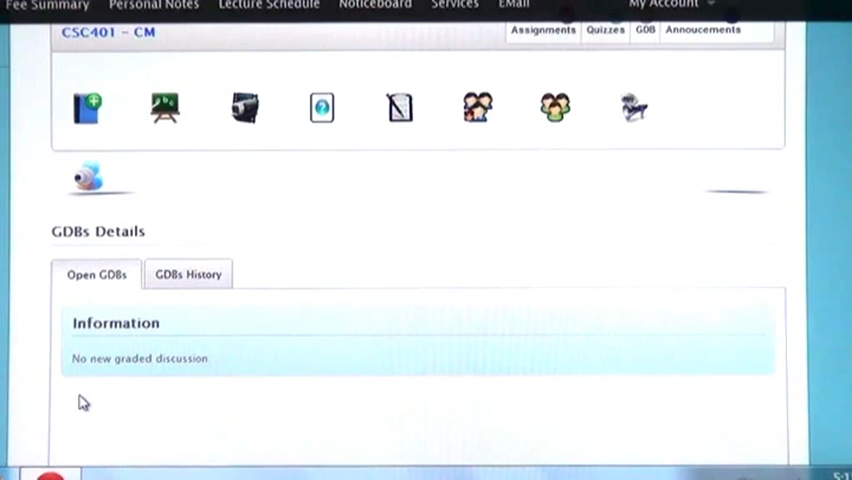 Fee Summary Personal Notes Lecture Schedule Noticeboard Services EMail My Account
CSC401 - CM
Assignments Quizzes GDB Annoucements
GDBs Details
Open GDBs GDBs History
Information
No new graded discussion